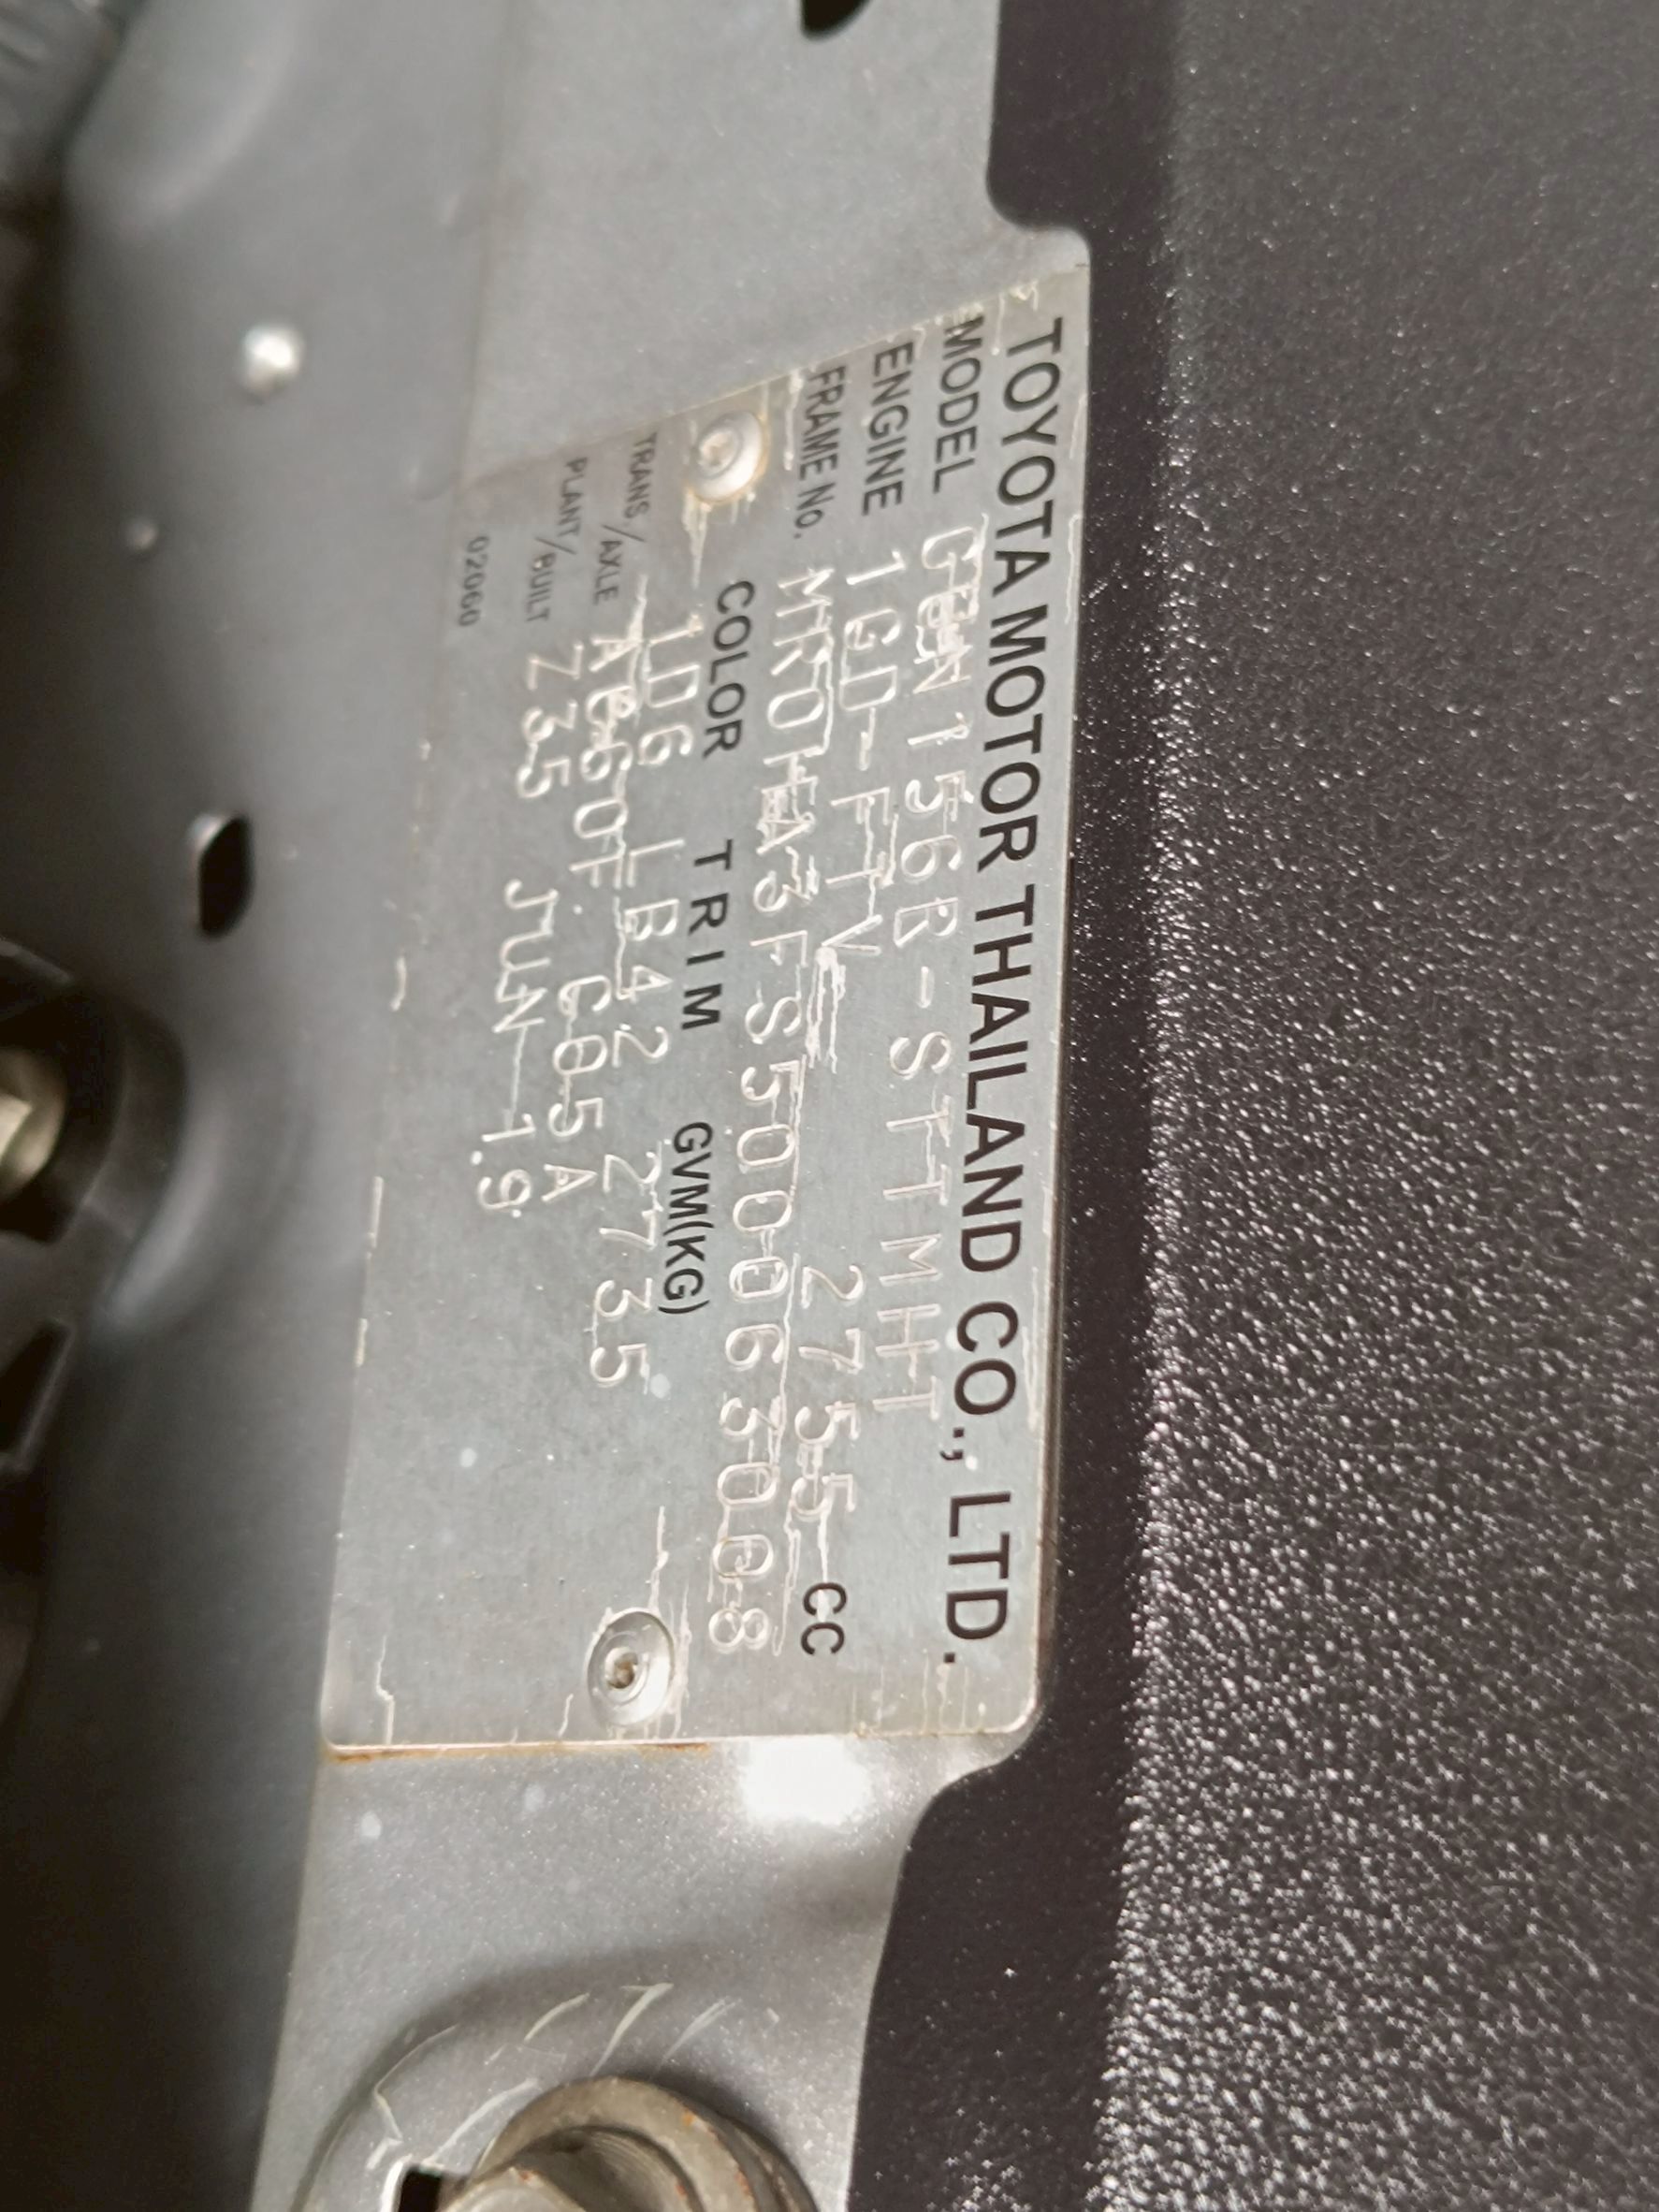 TOYOTA MOTOR THAILAND CO., LTD.
MODEL GUN156R-STTMHT
ENGINE 1GD-FTV 2755 CC
FRAME No. MR0HA3FS500063008
COLOR TRIM GVM(KG)
1D6 LB42 2735
TRANS/AXLE AC60F G05A
PLANT/BUILT Z35 JUN-19
02060